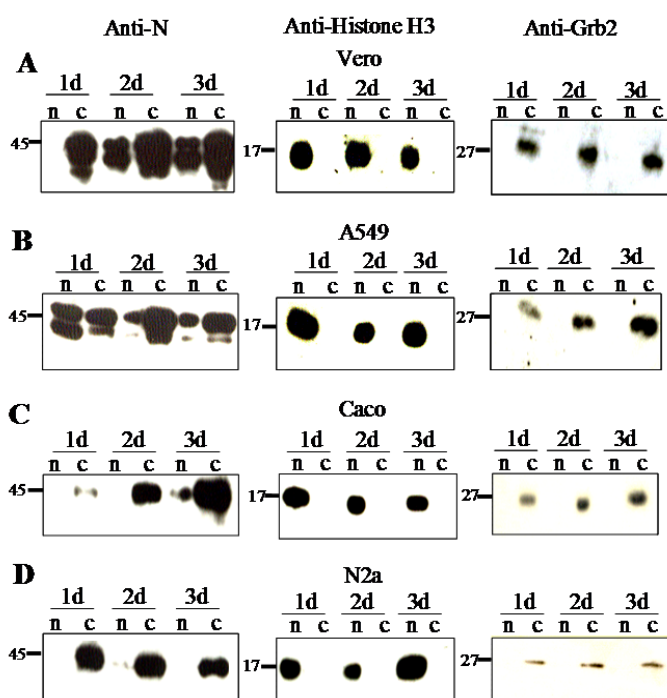 Anti-N Anti-Histone H3 Anti-Grb2
A Vero
1d 2d 3d 1d 2d 3d 1d 2d 3d
n c n c n c n c n c n c n c n c n c
45 17 27
B A549
1d 2d 3d 1d 2d 3d 1d 2d 3d
n c n c n c n c n c n c n c n c n c
45 17 27
C Caco
1d 2d 3d 1d 2d 3d 1d 2d 3d
n c n c n c n c n c n c n c n c n c
45 17 27
D N2a
1d 2d 3d 1d 2d 3d 1d 2d 3d
n c n c n c n c n c n c n c n c n c
45 17 27